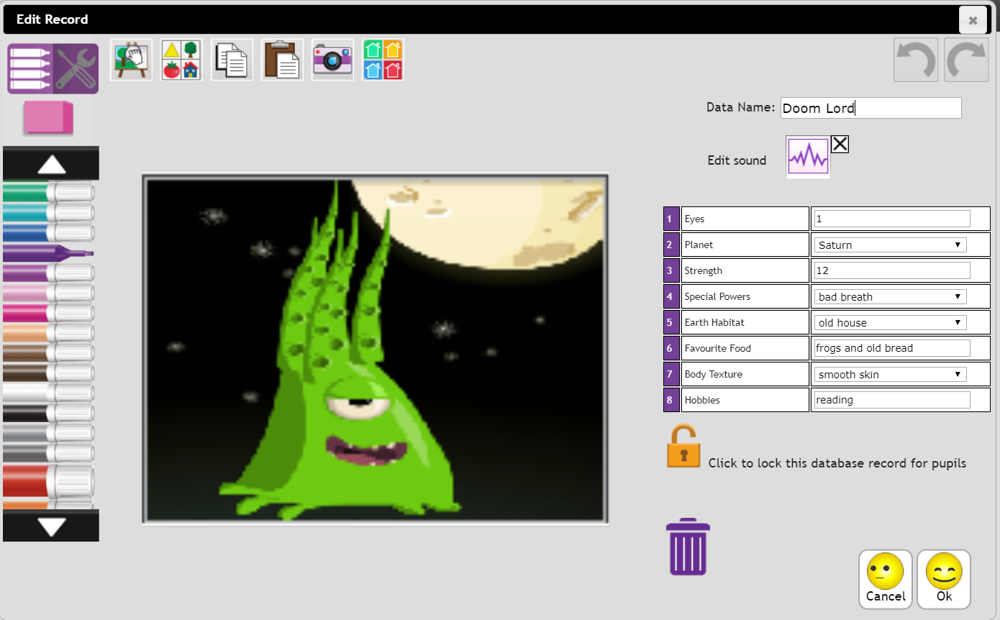 Edit Record
Data Name: Doom Lord
Edit sound
1 Eyes 1
2 Planet Saturn
3 Strength 12
4 Special Powers bad breath
5 Earth Habitat old house
6 Favourite Food frogs and old bread
7 Body Texture smooth skin
8 Hobbies reading
Click to lock this database record for pupils
Cancel Ok